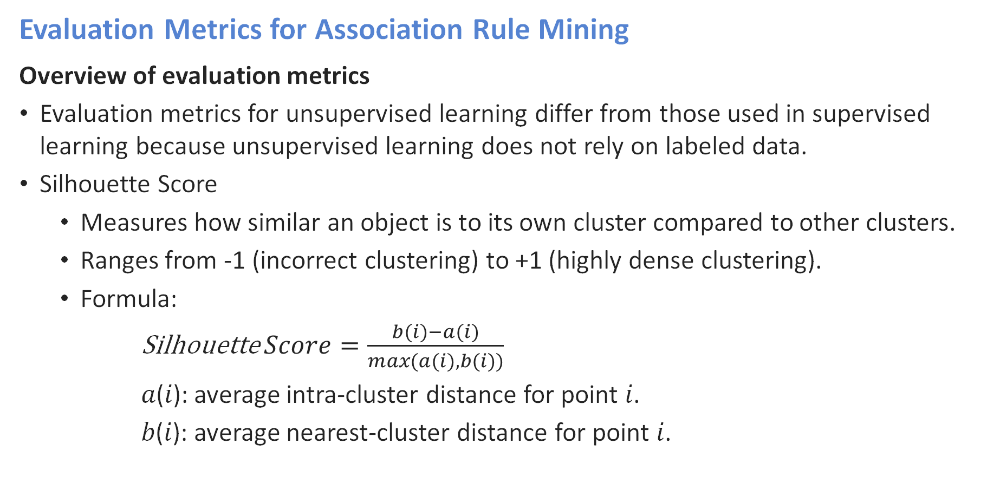 Evaluation Metrics for Association Rule Mining
Overview of evaluation metrics
• Evaluation metrics for unsupervised learning differ from those used in supervised
learning because unsupervised learning does not rely on labeled data.
• Silhouette Score
• Measures how similar an object is to its own cluster compared to other clusters.
• Ranges from -1 (incorrect clustering) to +1 (highly dense clustering).
• Formula:
SilhouetteScore = b(i)−a(i) / max(a(i),b(i))
a(i): average intra-cluster distance for point i.
b(i): average nearest-cluster distance for point i.